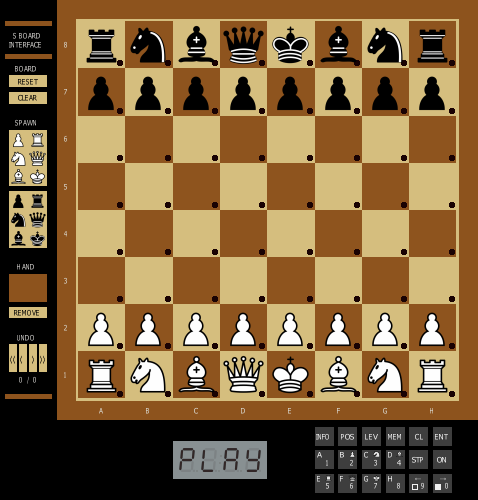 S BOARD
INTERFACE
BOARD
RESET
CLEAR
SPAWN
HAND
REMOVE
UNDO
<< < > >>
0 / 0
8
7
6
5
4
3
2
1
A B C D E F G H
PLAY
INFO POS LEV MEM CL ENT
A 1 B 2 C 3 D 4 STP ON
E 5 F 6 G 7 H 8 9 0